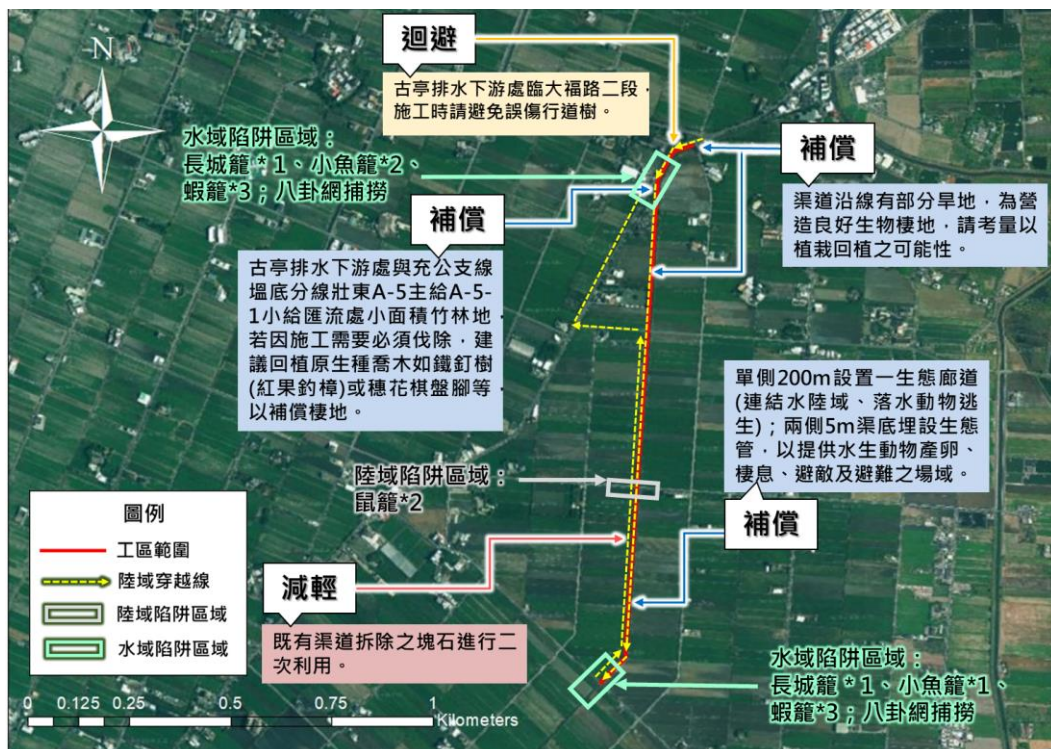 N
迴避
古亭排水下游處臨大福路二段，
施工時請避免誤傷行道樹。
水域陷阱區域：
長城籠*1、小魚籠*2、
蝦籠*3；八卦網捕撈
補償
渠道沿線有部分旱地，為營
造良好生物棲地，請考量以
植栽回植之可能性。
補償
古亭排水下游處與充公支線
塭底分線壯東A-5主給A-5-
1小給匯流處小面積竹林地，
若因施工需要必須伐除，建
議回植原生種喬木如鐵釘樹
(紅果釣樟)或穗花棋盤腳等，
以補償棲地。
單側200m設置一生態廊道
(連結水陸域、落水動物逃
生)；兩側5m渠底埋設生態
管，以提供水生動物產卵、
棲息、避敵及避難之場域。
補償
陸域陷阱區域：
鼠籠*2
減輕
既有渠道拆除之塊石進行二
次利用。
圖例
工區範圍
陸域穿越線
陸域陷阱區域
水域陷阱區域
水域陷阱區域：
長城籠*1、小魚籠*1、
蝦籠*3；八卦網捕撈
0 0.125 0.25 0.5 0.75 1
Kilometers